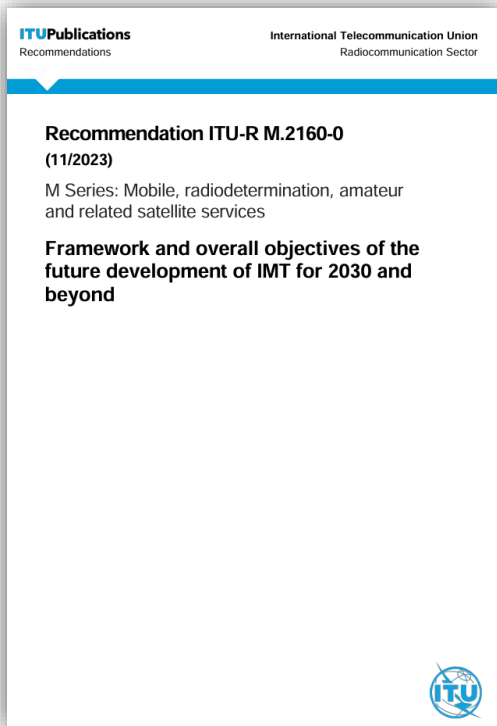 ITUPublications
Recommendations
International Telecommunication Union
Radiocommunication Sector
Recommendation ITU-R M.2160-0
(11/2023)
M Series: Mobile, radiodetermination, amateur
and related satellite services
Framework and overall objectives of the
future development of IMT for 2030 and
beyond
ITU